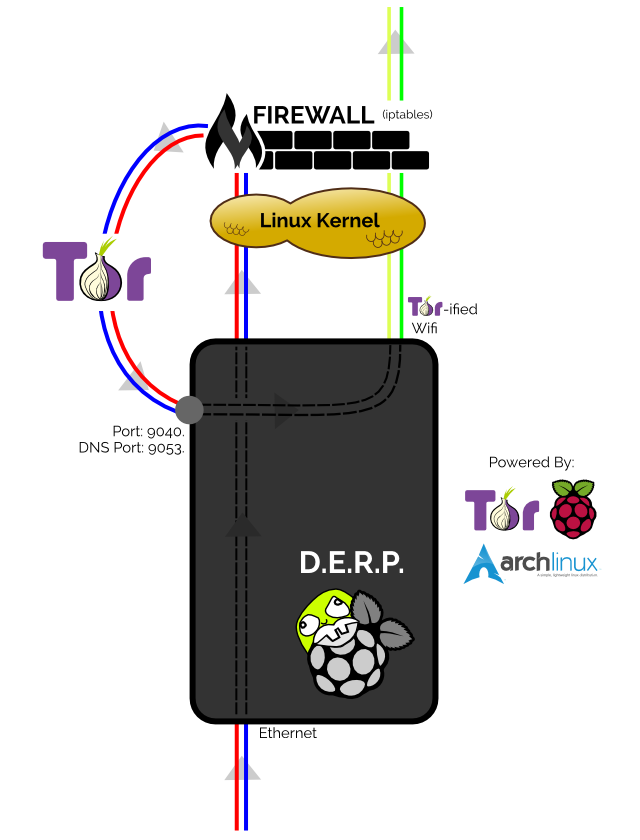 FIREWALL (iptables)
Linux Kernel
Tor
Tor-ified
Wifi
Port: 9040.
DNS Port: 9053.
Powered By:
Tor
archlinux
A simple, lightweight linux distribution.
D.E.R.P.
Ethernet